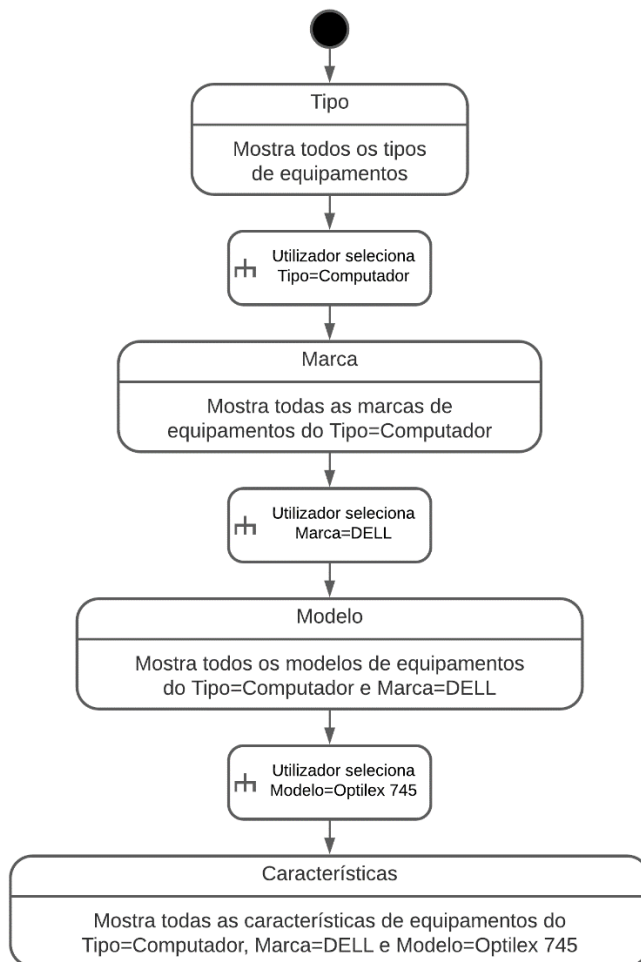 Tipo
Mostra todos os tipos
de equipamentos
Utilizador seleciona
Tipo=Computador
Marca
Mostra todas as marcas de
equipamentos do Tipo=Computador
Utilizador seleciona
Marca=DELL
Modelo
Mostra todos os modelos de equipamentos
do Tipo=Computador e Marca=DELL
Utilizador seleciona
Modelo=Optilex 745
Característíficas
Mostra todas as característíficas de equipamentos do
Tipo=Computador, Marca=DELL e Modelo=Optilex 745